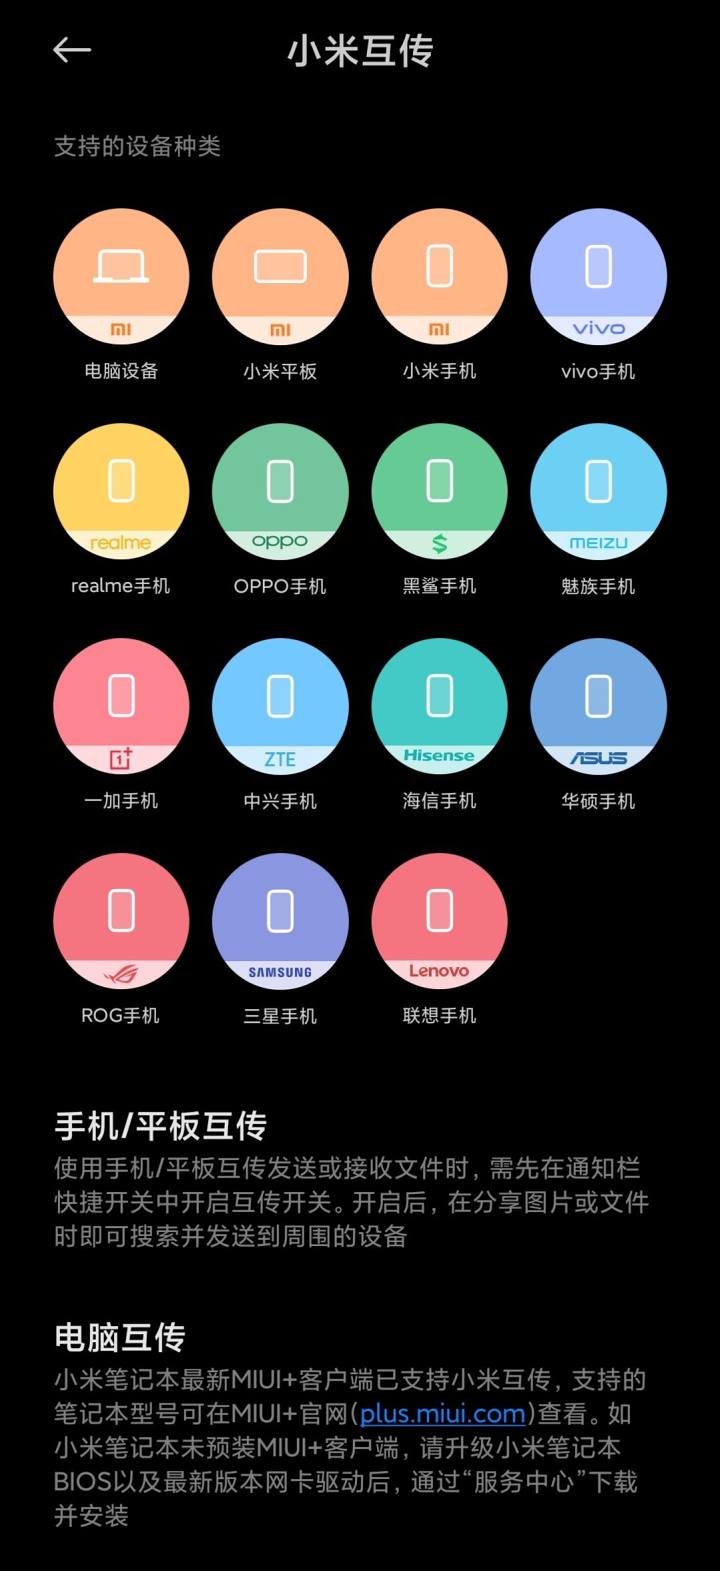 小米互传
支持的设备种类
mi mi mi vivo
电脑设备 小米平板 小米手机 vivo手机
realme oppo MEIZU
realme手机 OPPO手机 黑鲨手机 魅族手机
1+ ZTE Hisense ASUS
一加手机 中兴手机 海信手机 华硕手机
SAMSUNG Lenovo
ROG手机 三星手机 联想手机
手机/平板互传
使用手机/平板互传发送或接收文件时, 需先在通知栏
快捷开关中开启互传开关。开启后, 在分享图片或文件
时即可搜索并发送到周围的设备
电脑互传
小米笔记本最新MIUI+客户端已支持小米互传, 支持的
笔记本型号可在MIUI+官网(plus.miui.com)查看。如
小米笔记本未预装MIUI+客户端, 请升级小米笔记本
BIOS以及最新版本网卡驱动后, 通过“服务中心”下载
并安装